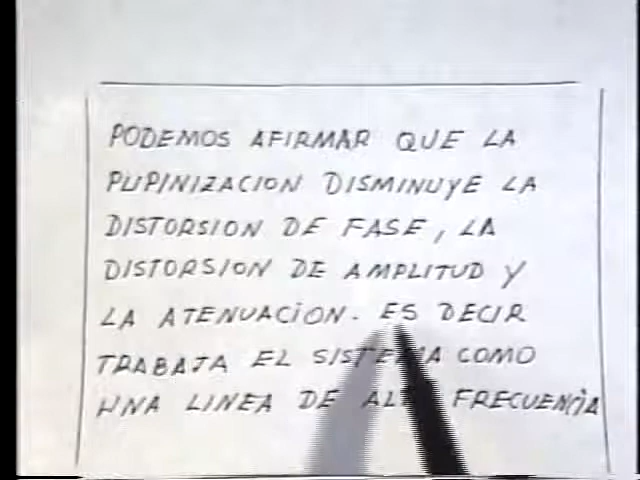 PODEMOS AFIRMAR QUE LA
PUPINIZACION DISMINUYE LA
DISTORSION DE FASE, LA
DISTORSION DE AMPLITUD Y
LA ATENUACION. ES DECIR
TRABAJA EL SISTEMA COMO
UNA LINEA DE FRECUENCIA